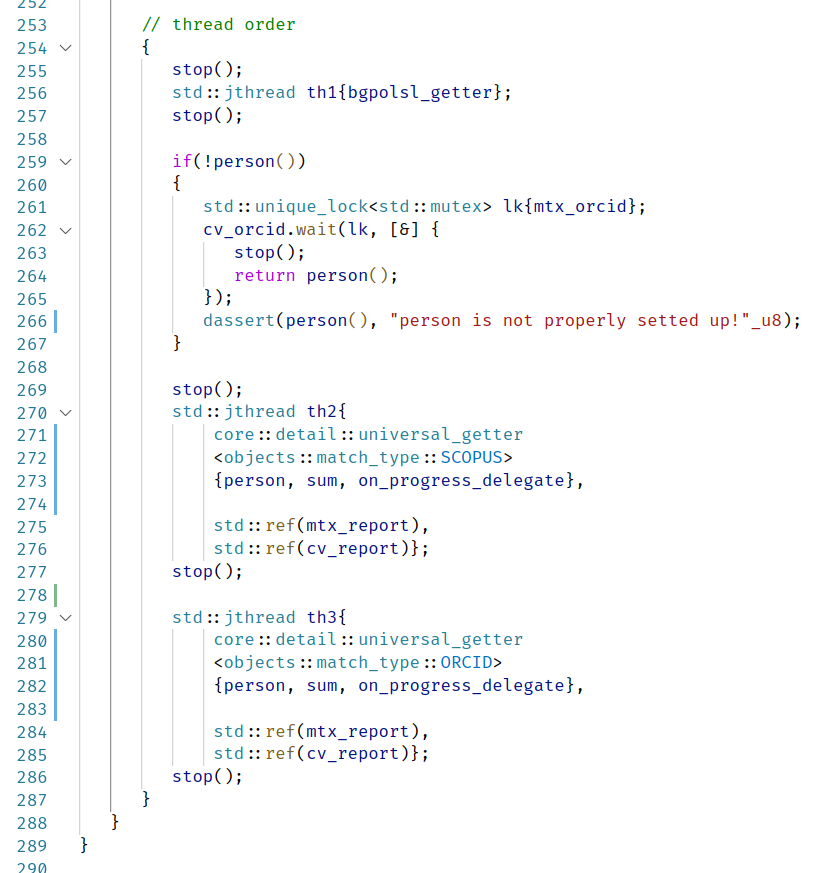 252
253 // thread order
254 {
255 stop();
256 std::jthread th1{bgpolsl_getter};
257 stop();
258
259 if(!person())
260 {
261 std::unique_lock<std::mutex> lk{mtx_orcid};
262 cv_orcid.wait(lk, [&] {
263 stop();
264 return person();
265 });
266 dassert(person(), "person is not properly setted up!"_u8);
267 }
268
269 stop();
270 std::jthread th2{
271 core::detail::universal_getter
272 <objects::match_type::SCOPUS>
273 {person, sum, on_progress_delegate},
274
275 std::ref(mtx_report),
276 std::ref(cv_report)};
277 stop();
278
279 std::jthread th3{
280 core::detail::universal_getter
281 <objects::match_type::ORCID>
282 {person, sum, on_progress_delegate},
283
284 std::ref(mtx_report),
285 std::ref(cv_report)};
286 stop();
287 }
288 }
289 }
290